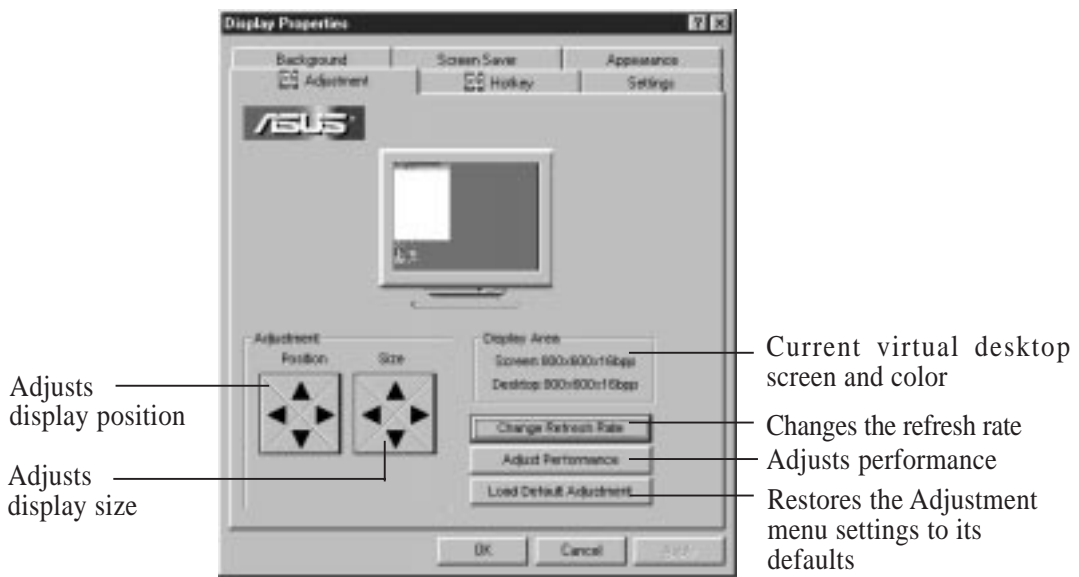 Display Properties
Background
Screen Saver
Appearance
Adjustment
Hotkey
Settings
ASUS
Adjustment
Position
Size
Display Area
Screen: 800x600x16bpp
Desktop: 800x600x16bpp
Change Refresh Rate
Adjust Performance
Load Default Adjustment
OK
Cancel
Apply
Adjusts
display position
Adjusts
display size
Current virtual desktop
screen and color
Changes the refresh rate
Adjusts performance
Restores the Adjustment
menu settings to its
defaults